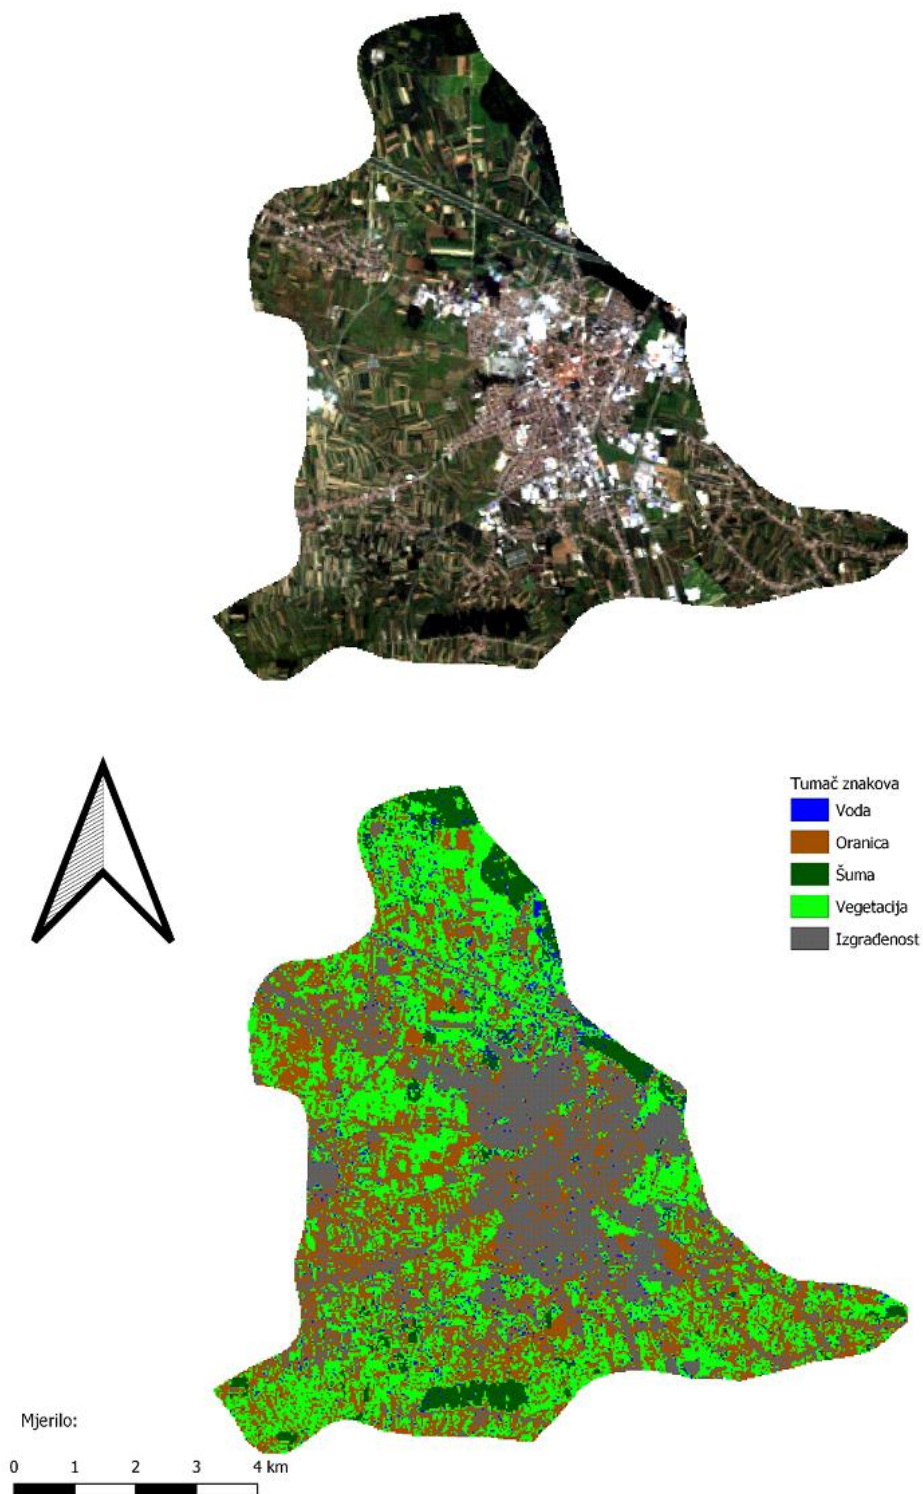 Tumač znakova
Voda
Oranica
Šuma
Vegetacija
Izgrađenost
Mjerilo:
0 1 2 3 4 km